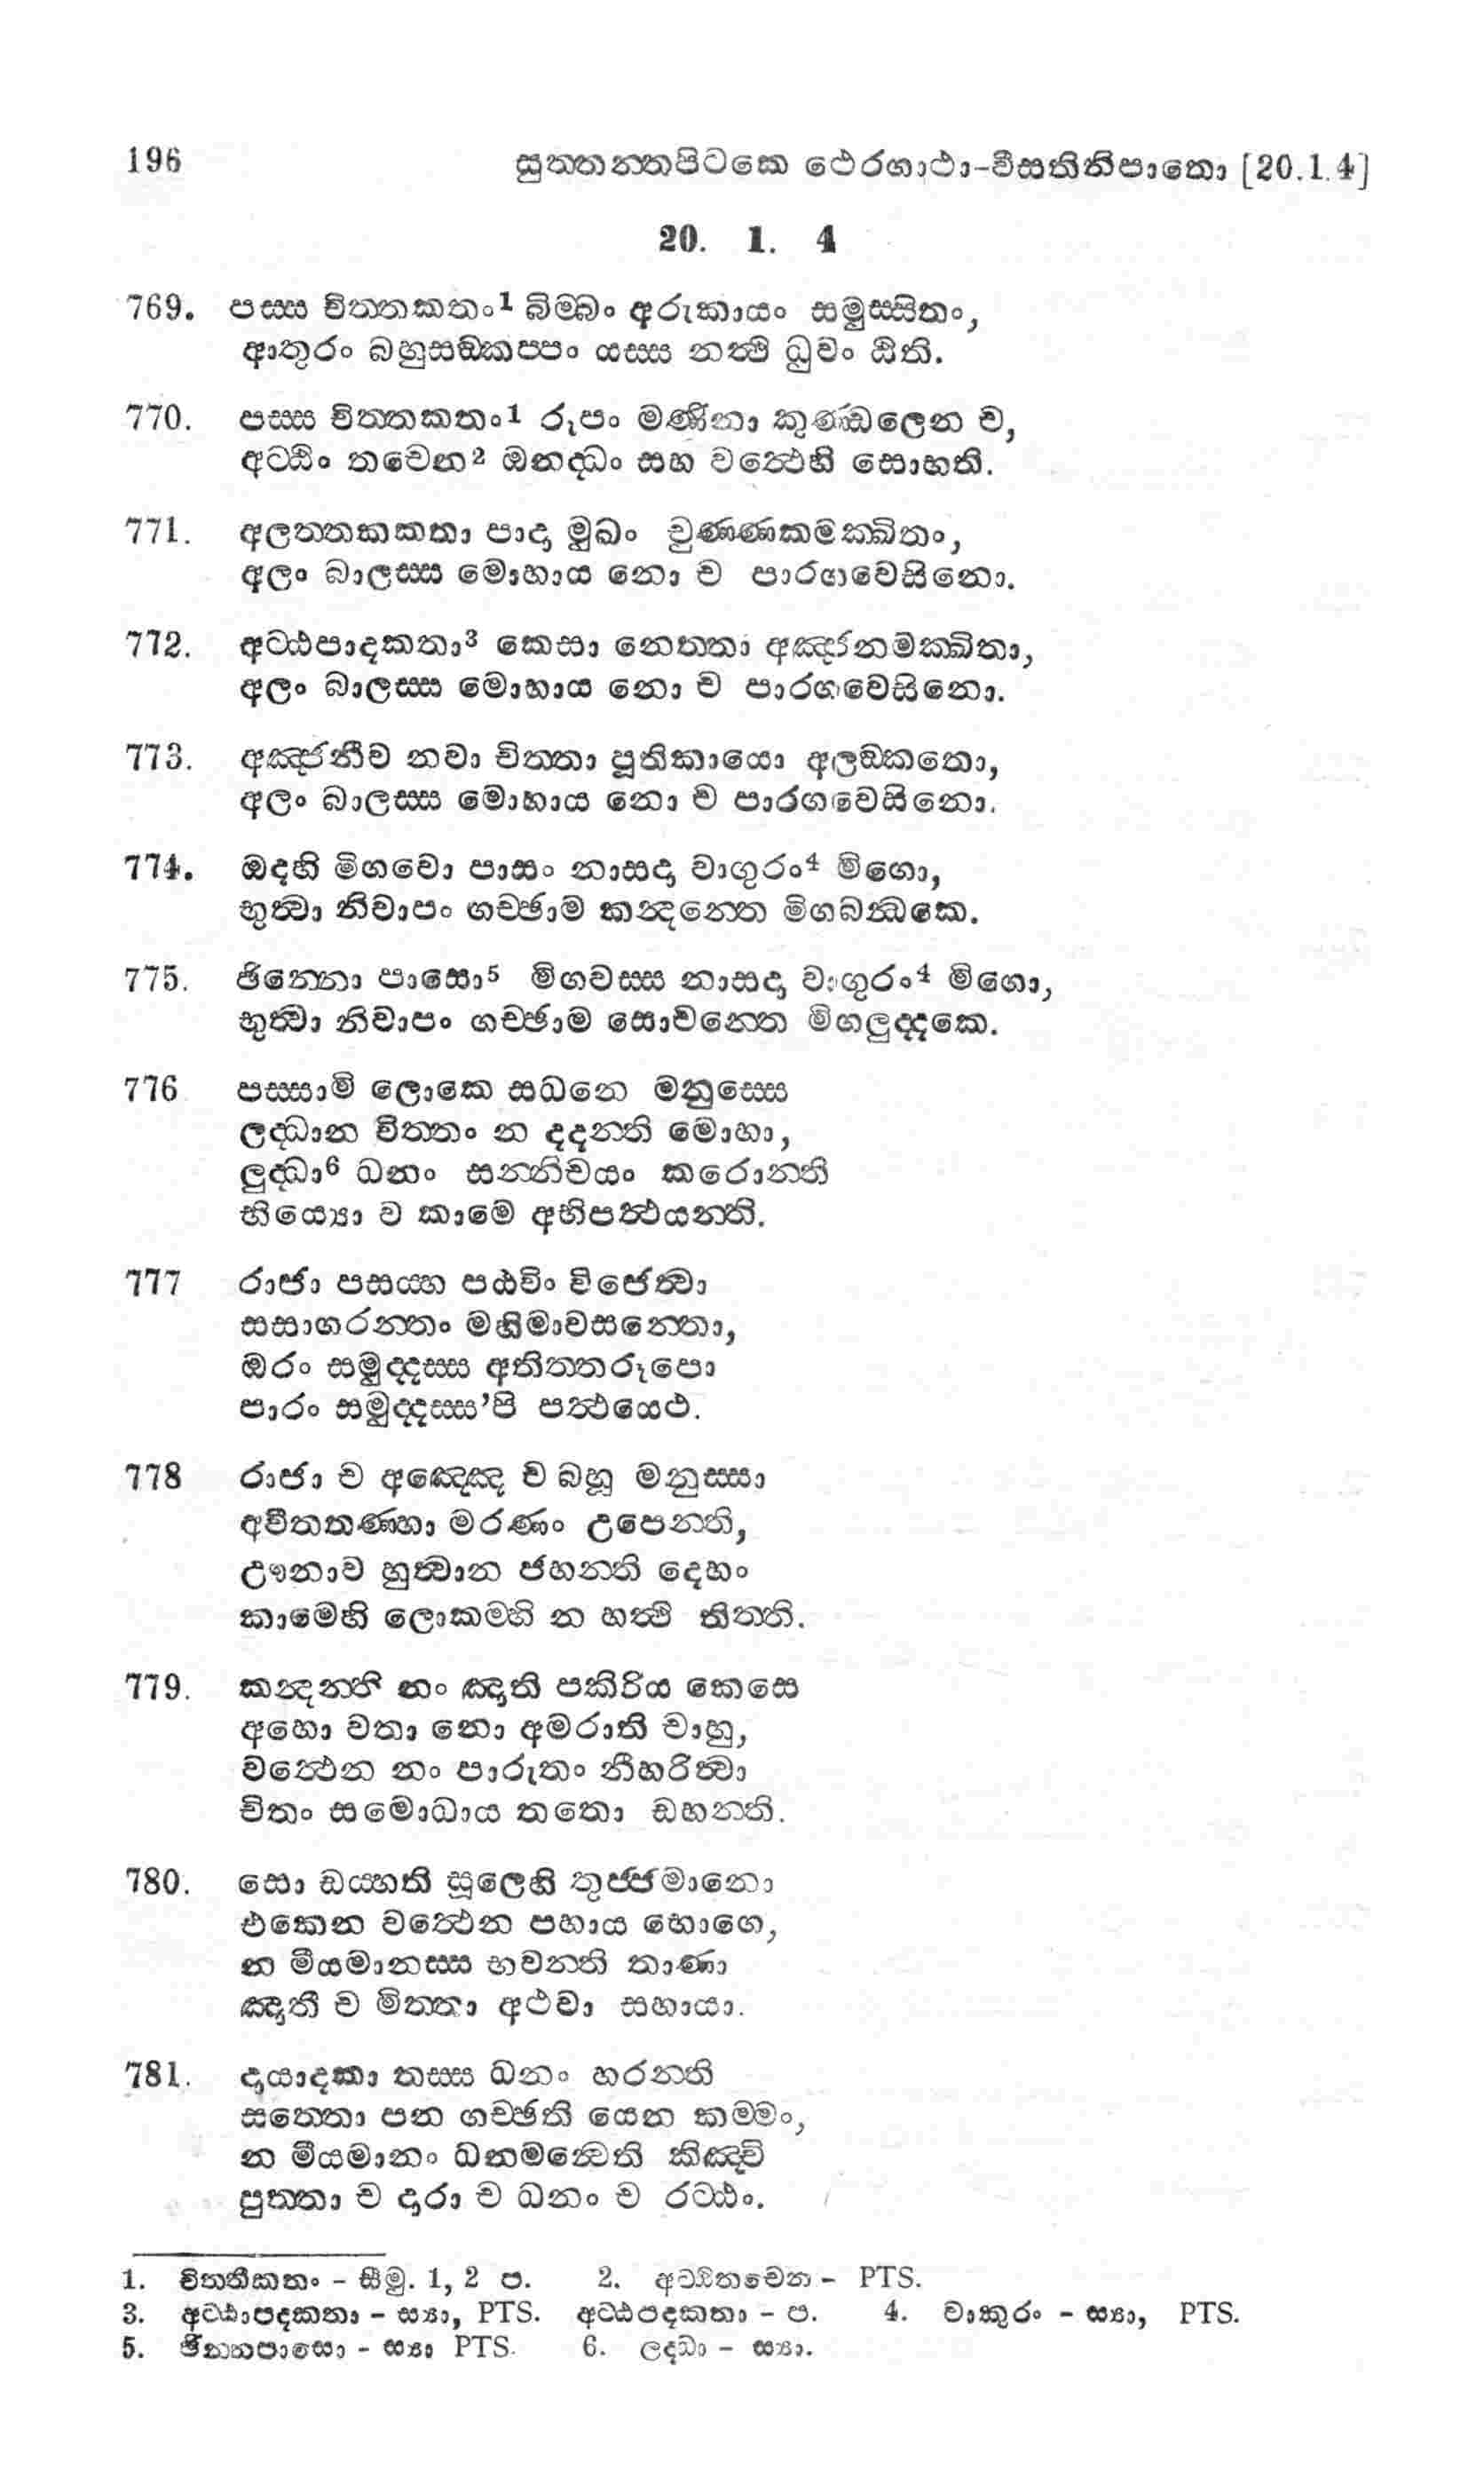 196 සුත්තන්තපිටකෙ ථෙරගාථා-වීසතිනිපාතො [20.1.4]
20. 1. 4
769. පස්ස චිත්තකතං1 බිම්බං අරුකායං සමුස්සිතං,
ආතුරං බහුසඞ්කප්පං යස්ස නත්ථි ධුවං ඨිති.
770. පස්ස චිත්තකතං1 රූපං මණිනා කුණ්ඩලෙන ච,
අට්ඨිං තචෙන2 ඔනද්ධං සහ වත්ථෙහි සොභති.
771. අලත්තකකතා පාදා මුඛං චුණ්ණකමක්ඛිතං,
අලං බාලස්ස මොහාය නො ච පාරගවෙසිනො.
772. අට්ඨපාදකතා3 කෙසා නෙත්තා අඤ්ජනමක්ඛිතා,
අලං බාලස්ස මොහාය නො ච පාරගවෙසිනො.
773. අඤ්ජනීව නවා චිත්තා පූතිකායො අලඞ්කතො,
අලං බාලස්ස මොහාය නො ච පාරගවෙසිනො.
774. ඔදහි මිගවො පාසං නාසදා වාගුරං4 මිගො,
භුත්වා නිවාපං ගච්ඡාම කන්දන්තෙ මිගබන්ධකෙ.
775. ඡින්නො පාසො5 මිගවස්ස නාසදා වාගුරං4 මිගො,
භුත්වා නිවාපං ගච්ඡාම සොචන්තෙ මිගලුද්දකෙ.
776 පස්සාමි ලොකෙ සධනෙ මනුස්සෙ
ලද්ධාන විත්තං න දදන්ති මොහා,
ලුද්ධා6 ධනං සන්නිචයං කරොන්ති
භිය්‍යො ව කාමෙ අභිපත්ථයන්ති.
777 රාජා පසය්හ පඨවිං විජෙත්වා
සසාගරන්තං මහිමාවසන්තො,
ඔරං සමුද්දස්ස අතිත්තරූපො
පාරං සමුද්දස්ස’පි පත්ථයෙථ.
778 රාජා ච අඤ්ඤෙ ච බහූ මනුස්සා
අවීතතණ්හා මරණං උපෙන්ති,
ඌනාව හුත්වාන ජහන්ති දෙහං
කාමෙහි ලොකම්හි න හත්ථි තිත්ති.
779. කන්දන්ති නං ඤාති පකිරිය කෙසෙ
අහො වතා නො අමරාති චාහු,
වත්ථෙන නං පාරුතං නීහරිත්වා
චිතං සමොධාය තතො ඩහන්ති.
780. සො ඩය්හති සූලෙහි තුජ්ජමානො
එකෙන වත්ථෙන පහාය භොගෙ,
න මීයමානස්ස භවන්ති තාණා
ඤාතී ච මිත්තා අථවා සහායා.
781. දායාදකා තස්ස ධනං හරන්ති
සත්තො පන ගච්ඡති යෙන කම්මං,
න මීයමානං ධනමන්වෙති කිඤ්චි
පුත්තා ච දාරා ච ධනං ච රට්ඨං.
1. චිත්තීකතං - සීමු. 1, 2 ප. 2. අට්ඨිතචෙන - PTS.
3. අට්ඨාපදකතා - ස්‍යා, PTS. අට්ඨපදකතා - ප. 4. වාකුරං - ස්‍යා, PTS.
5. ඡින්නපාසො - ස්‍යා PTS. 6. ලද්ධා - ස්‍යා.